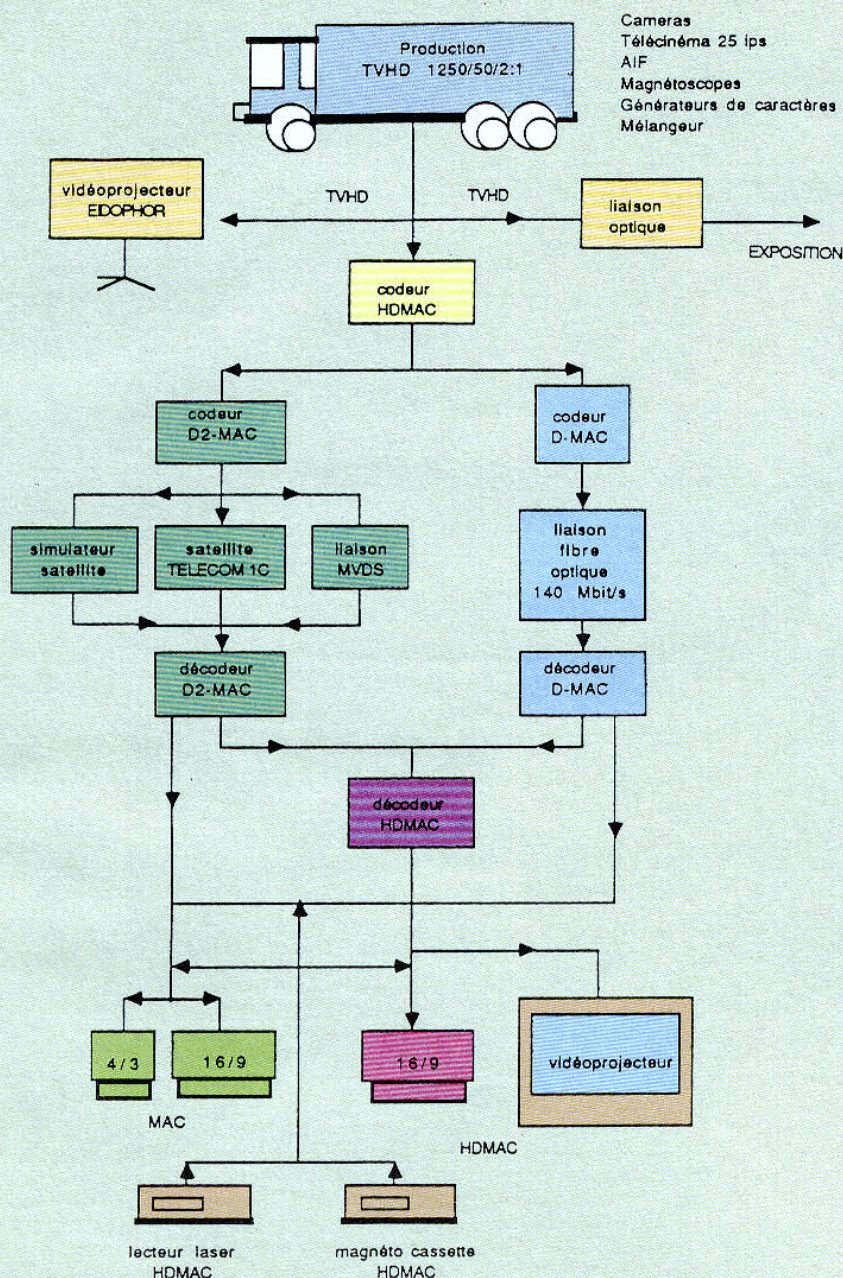 Production
TVHD 1250/50/2:1
Cameras
Télécinéma 25 ips
AIF
Magnétoscopes
Générateurs de caractères
Mélangeur
vidéoprojecteur
EIDOPHOR
TVHD
TVHD
liaison
optique
EXPOSITION
codeur
HDMAC
codeur
D2-MAC
codeur
D-MAC
simulateur
satellite
satellite
TELECOM 1C
liaison
MVDS
liaison
fibre
optique
140 Mbit/s
décodeur
D2-MAC
décodeur
D-MAC
décodeur
HDMAC
4/3
16/9
16/9
vidéoprojecteur
MAC
HDMAC
lecteur laser
HDMAC
magnéto cassette
HDMAC